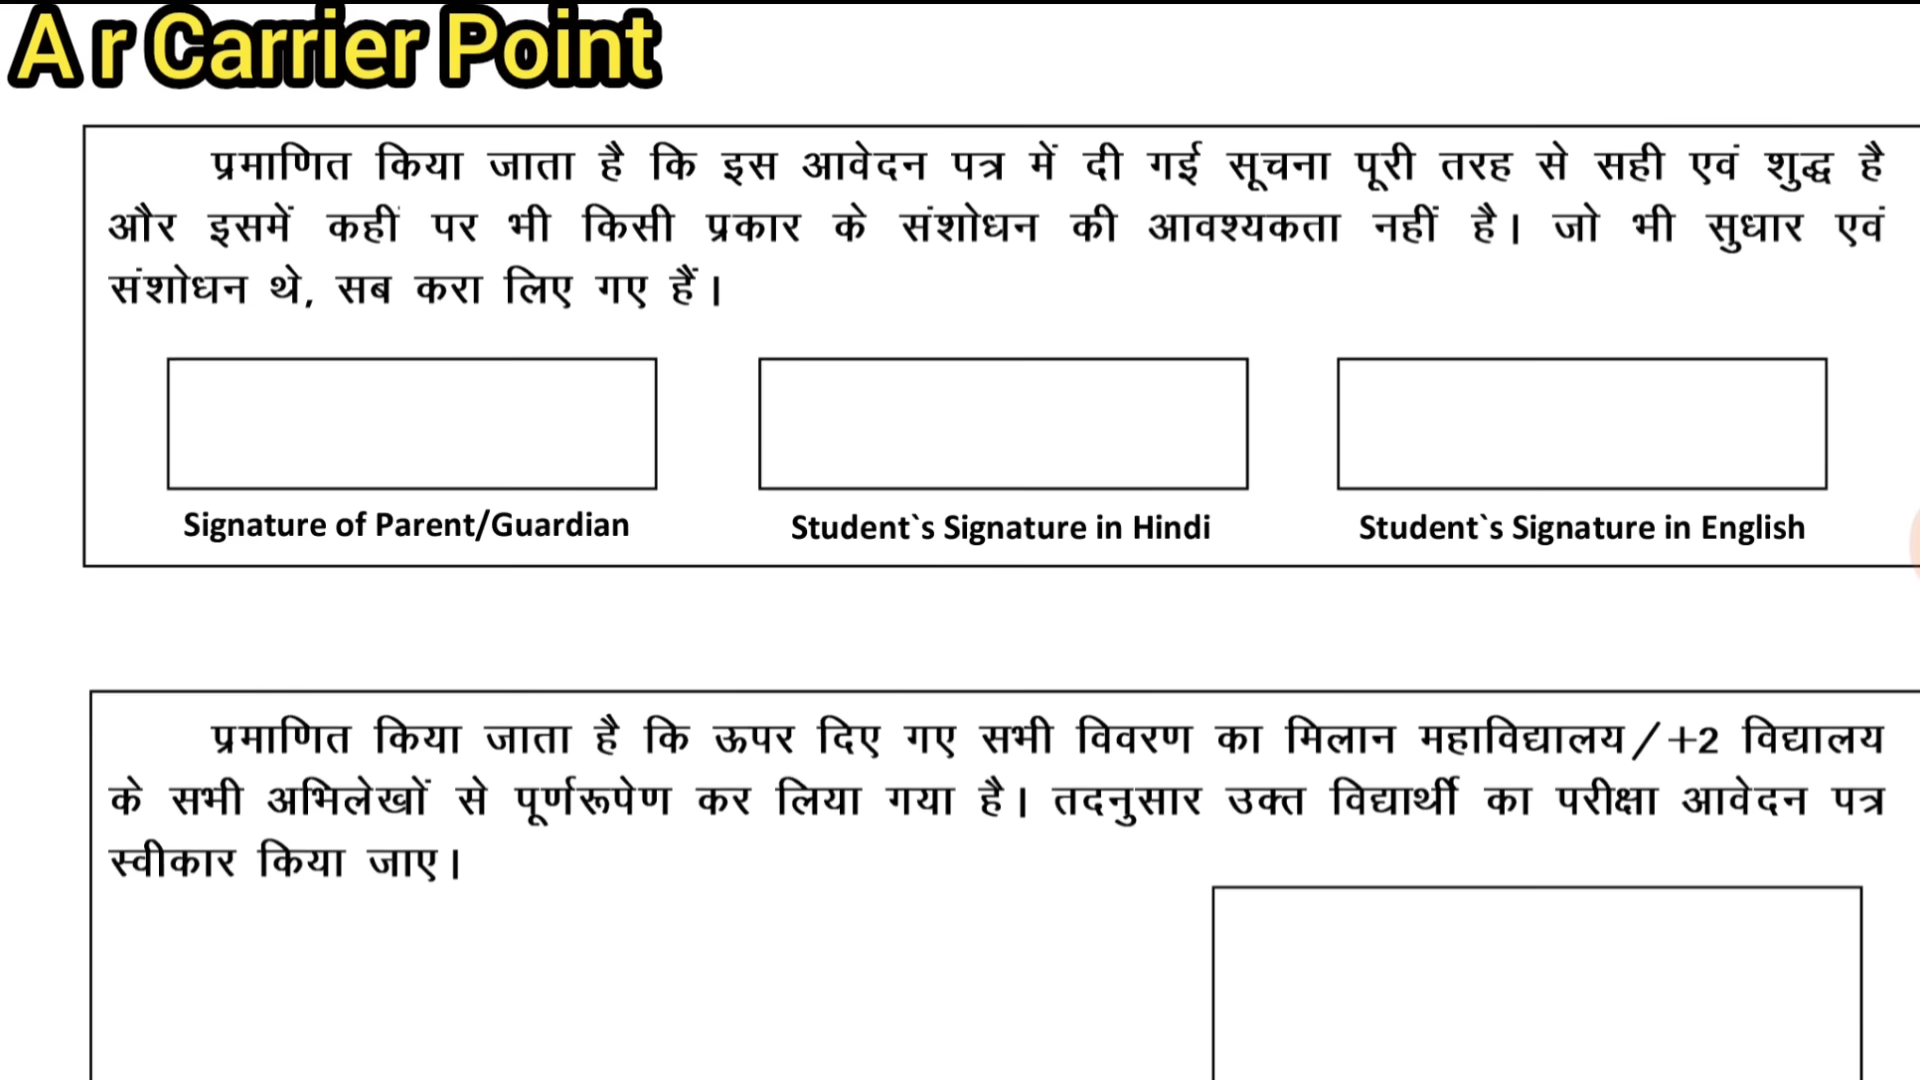 A r Carrier Point
प्रमाणित किया जाता है कि इस आवेदन पत्र में दी गई सूचना पूरी तरह से सही एवं शुद्ध है
और इसमें कहीं पर भी किसी प्रकार के संशोधन की आवश्यकता नहीं है। जो भी सुधार एवं
संशोधन थे, सब करा लिए गए हैं।
Signature of Parent/Guardian
Student`s Signature in Hindi
Student`s Signature in English
प्रमाणित किया जाता है कि ऊपर दिए गए सभी विवरण का मिलान महाविद्यालय/+2 विद्यालय
के सभी अभिलेखों से पूर्णरूपेण कर लिया गया है। तदनुसार उक्त विद्यार्थी का परीक्षा आवेदन पत्र
स्वीकार किया जाए।